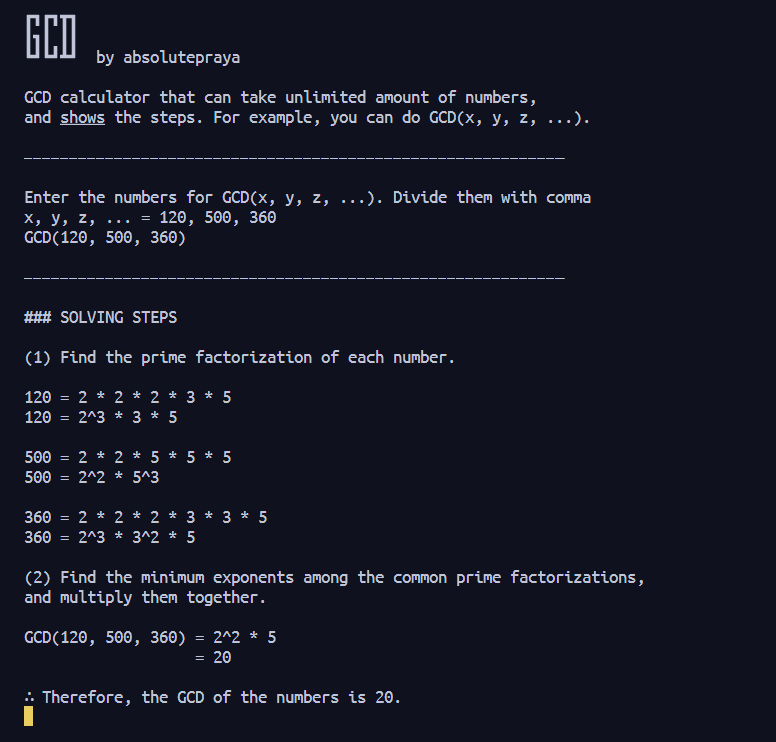 GCD by absolutepraya
GCD calculator that can take unlimited amount of numbers,
and shows the steps. For example, you can do GCD(x, y, z, ...).
____________________________________________________________
Enter the numbers for GCD(x, y, z, ...). Divide them with comma
x, y, z, ... = 120, 500, 360
GCD(120, 500, 360)
____________________________________________________________
### SOLVING STEPS
(1) Find the prime factorization of each number.
120 = 2 * 2 * 2 * 3 * 5
120 = 2^3 * 3 * 5
500 = 2 * 2 * 5 * 5 * 5
500 = 2^2 * 5^3
360 = 2 * 2 * 2 * 3 * 3 * 5
360 = 2^3 * 3^2 * 5
(2) Find the minimum exponents among the common prime factorizations,
and multiply them together.
GCD(120, 500, 360) = 2^2 * 5
= 20
∴ Therefore, the GCD of the numbers is 20.